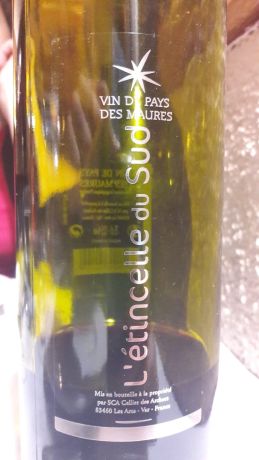 VIN DE PAYS
DES MAURES
L'étincelle du Sud
Mis en bouteille à la propriété
par SCA Cellier des Archers
83460 Les Arcs - Var - France